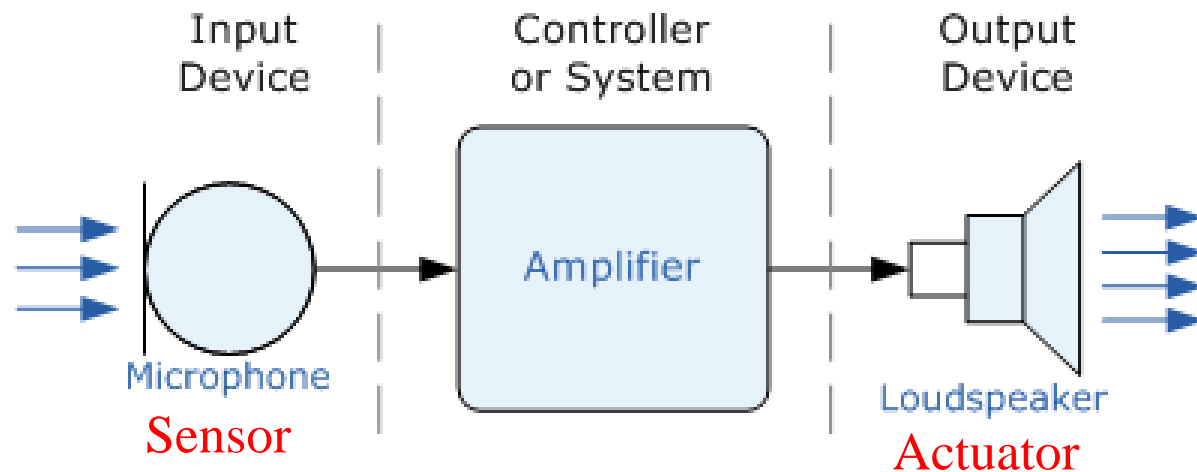 Input
Device
Controller
or System
Output
Device
Amplifier
Microphone
Loudspeaker
Sensor
Actuator